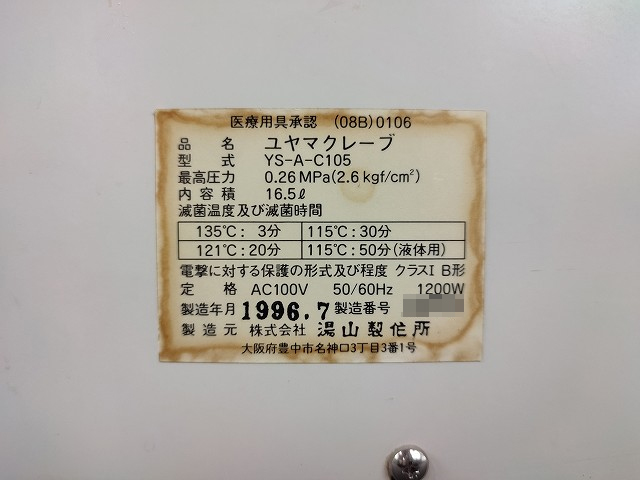 医療用具承認 (08B)0106
品名 ユヤマクレーブ
型式 YS-A-C105
最高圧力 0.26MPa(2.6kgf/cm²)
内容積 16.5ℓ
滅菌温度及び滅菌時間
135℃: 3分 115℃:30分
121℃:20分 115℃:50分(液体用)
電撃に対する保護の形式及び程度 クラスI B形
定格 AC100V 50/60Hz 1200W
製造年月 1996.7 製造番号
製造元 株式会社 湯山製作所
大阪府豊中市名神口3丁目3番1号